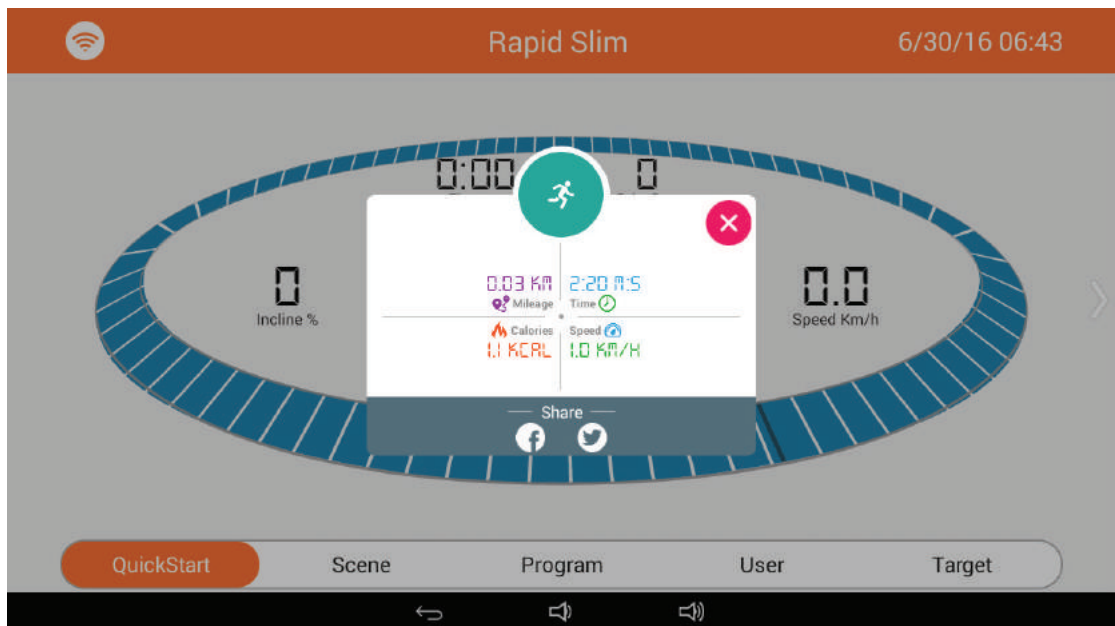 Rapid Slim
6/30/16 06:43
0:00
0
0
Incline %
0.0
Speed Km/h
0.03 KM
Mileage
2:20 M:S
Time
Calories
1.1 KCAL
Speed
1.0 KM/H
Share
QuickStart
Scene
Program
User
Target